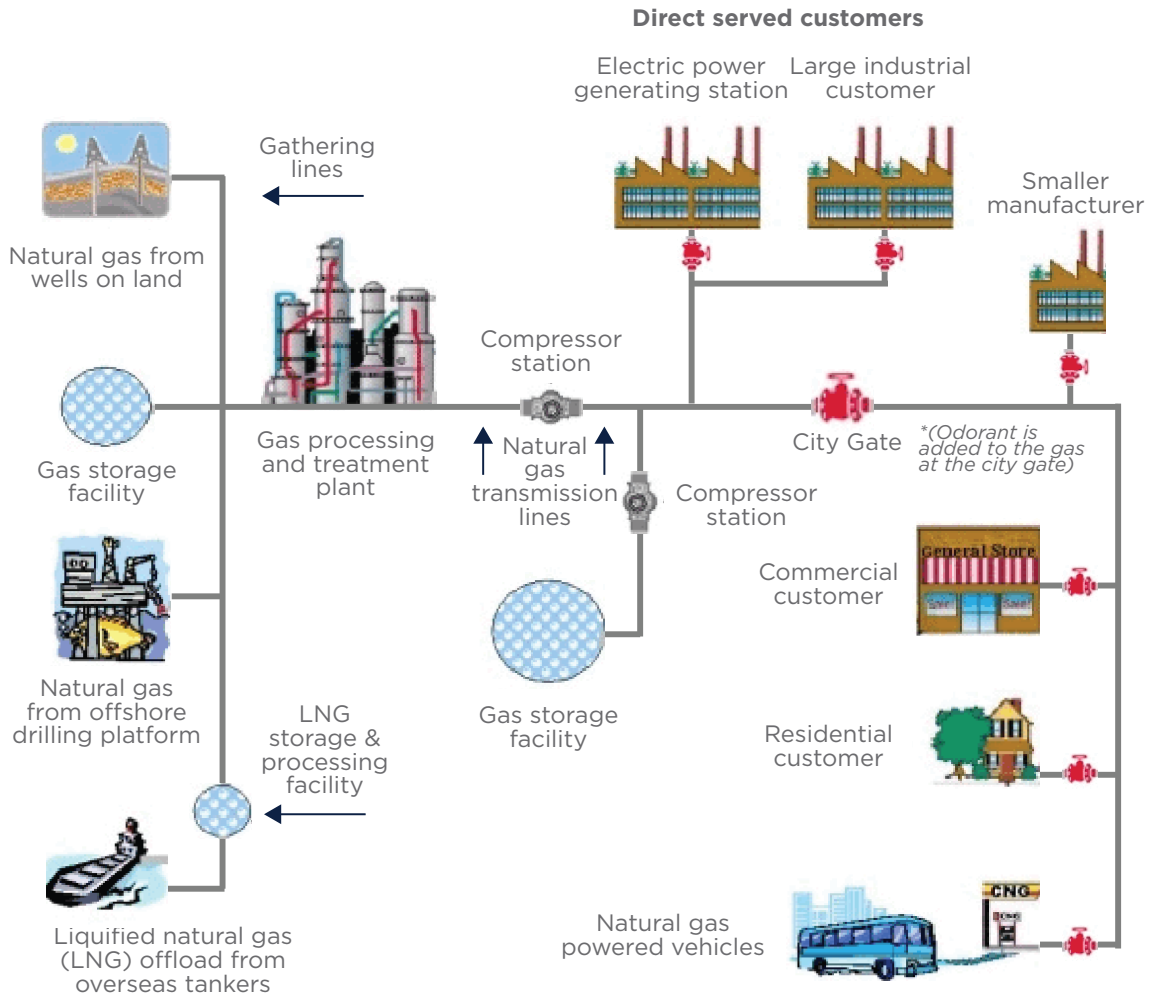 Direct served customers
Electric power
generating station
Large industrial
customer
Gathering
lines
Smaller
manufacturer
Natural gas from
wells on land
Compressor
station
Gas storage
facility
Gas processing
and treatment
plant
Natural
gas
transmission
lines
City Gate
*(Odorant is
added to the gas
at the city gate)
Compressor
station
General Store
Sale!
Sale!
Commercial
customer
Natural gas
from offshore
drilling platform
LNG
storage &
processing
facility
Gas storage
facility
Residential
customer
CNG
CNG
Natural gas
powered vehicles
Liquified natural gas
(LNG) offload from
overseas tankers